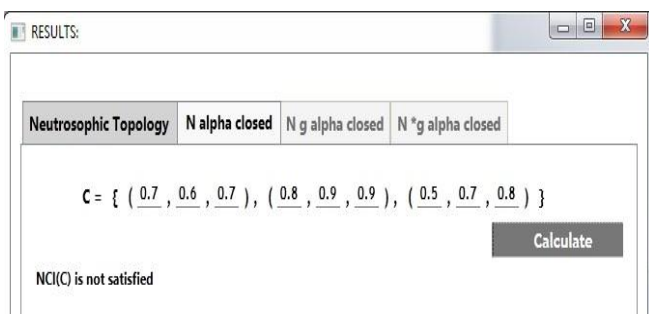 RESULTS:
Neutrosophic Topology N alpha closed N g alpha closed N *g alpha closed
C = { ( 0.7 , 0.6 , 0.7 ) , ( 0.8 , 0.9 , 0.9 ) , ( 0.5 , 0.7 , 0.8 ) }
Calculate
NCI(C) is not satisfied